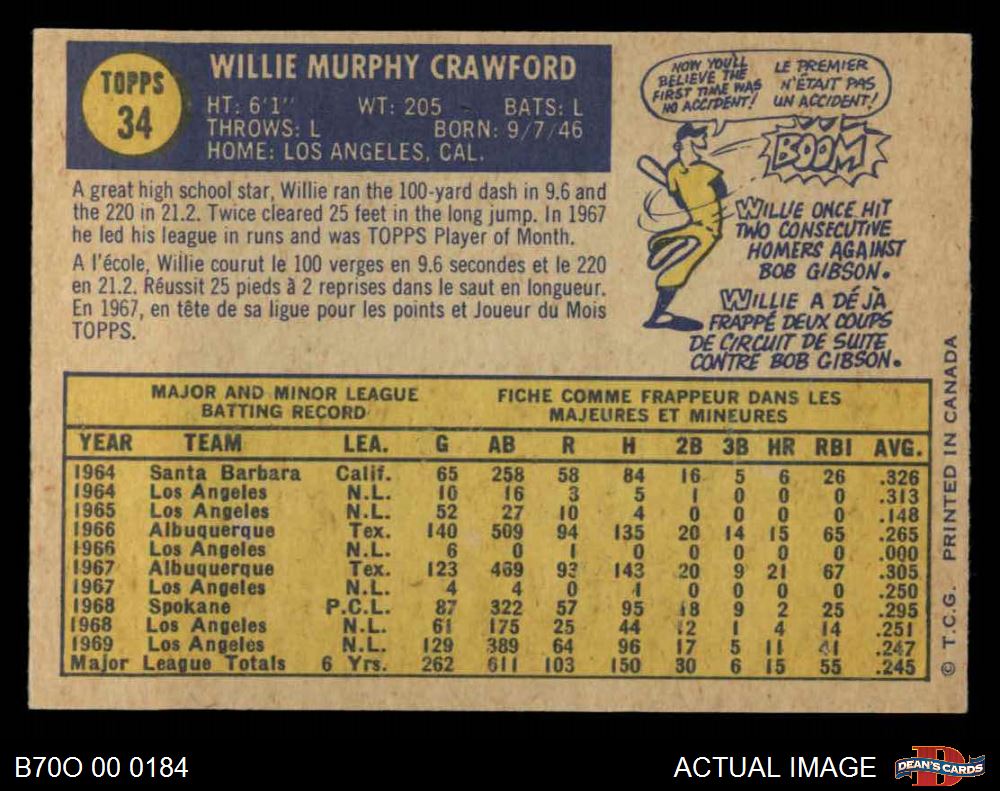 TOPPS
34
WILLIE MURPHY CRAWFORD
HT: 6'1" WT: 205 BATS: L
THROWS: L BORN: 9/7/46
HOME: LOS ANGELES, CAL.
A great high school star, Willie ran the 100-yard dash in 9.6 and
the 220 in 21.2. Twice cleared 25 feet in the long jump. In 1967
he led his league in runs and was TOPPS Player of Month.
A l'école, Willie courut le 100 verges en 9.6 secondes et le 220
en 21.2. Réussit 25 pieds à 2 reprises dans le saut en longueur.
En 1967, en tête de sa ligue pour les points et Joueur du Mois
TOPPS.
NOW YOU'LL
BELIEVE THE
FIRST TIME WAS
NO ACCIDENT!
LE PREMIER
N'ÉTAIT PAS
UN ACCIDENT!
BOOM
WILLIE ONCE HIT
TWO CONSECUTIVE
HOMERS AGAINST
BOB GIBSON.
WILLIE A DÉJÀ
FRAPPÉ DEUX COUPS
DE CIRCUIT DE SUITE
CONTRE BOB GIBSON.
MAJOR AND MINOR LEAGUE
BATTING RECORD
FICHE COMME FRAPPEUR DANS LES
MAJEURES ET MINEURES
YEAR TEAM LEA. G AB R H 2B 3B HR RBI AVG.
1964 Santa Barbara Calif. 65 258 58 84 16 5 6 26 .326
1964 Los Angeles N.L. 10 16 3 5 1 0 0 0 .313
1965 Los Angeles N.L. 52 27 10 4 0 0 0 0 .148
1966 Albuquerque Tex. 140 509 94 135 20 14 15 65 .265
1966 Los Angeles N.L. 6 0 1 0 0 0 0 0 .000
1967 Albuquerque Tex. 123 469 93 143 20 9 21 67 .305
1967 Los Angeles N.L. 4 4 0 1 0 0 0 0 .250
1968 Spokane P.C.L. 87 322 57 95 18 9 2 25 .295
1968 Los Angeles N.L. 61 175 25 44 12 1 4 14 .251
1969 Los Angeles N.L. 129 389 64 96 17 5 11 41 .247
Major League Totals 6 Yrs. 262 611 103 150 30 6 15 55 .245
© T.C.G. PRINTED IN CANADA
B70O 00 0184
ACTUAL IMAGE
DEAN'S CARDS